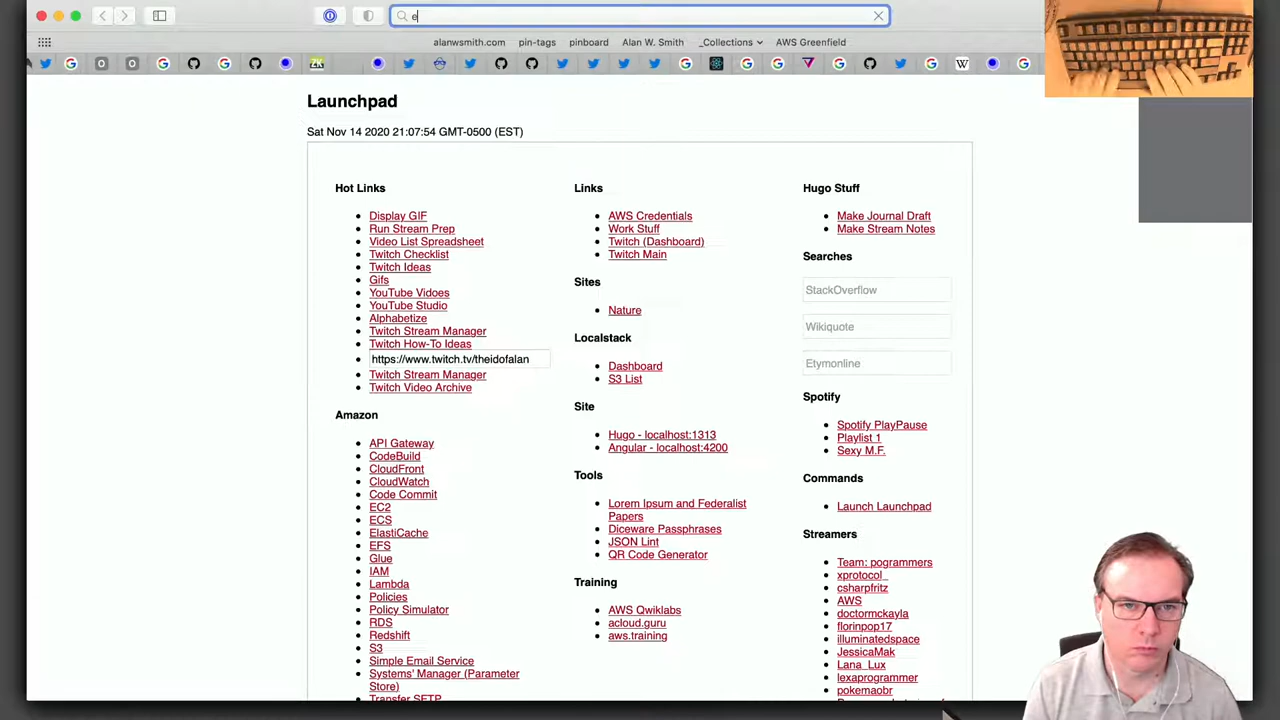 e
alanwsmith.com pin-tags pinboard Alan W. Smith _Collections AWS Greenfield
Launchpad
Sat Nov 14 2020 21:07:54 GMT-0500 (EST)
Hot Links
Display GIF
Run Stream Prep
Video List Spreadsheet
Twitch Checklist
Twitch Ideas
Gifs
YouTube Vidoes
YouTube Studio
Alphabetize
Twitch Stream Manager
Twitch How-To Ideas
https://www.twitch.tv/theidofalan
Twitch Stream Manager
Twitch Video Archive
Amazon
API Gateway
CodeBuild
CloudFront
CloudWatch
Code Commit
EC2
ECS
ElastiCache
EFS
Glue
IAM
Lambda
Policies
Policy Simulator
RDS
Redshift
S3
Simple Email Service
Systems' Manager (Parameter
Store)
Transfer SFTP
Links
AWS Credentials
Work Stuff
Twitch (Dashboard)
Twitch Main
Sites
Nature
Localstack
Dashboard
S3 List
Site
Hugo - localhost:1313
Angular - localhost:4200
Tools
Lorem Ipsum and Federalist
Papers
Diceware Passphrases
JSON Lint
QR Code Generator
Training
AWS Qwiklabs
acloud.guru
aws.training
Hugo Stuff
Make Journal Draft
Make Stream Notes
Searches
StackOverflow
Wikiquote
Etymonline
Spotify
Spotify PlayPause
Playlist 1
Sexy M.F.
Commands
Launch Launchpad
Streamers
Team: pogrammers
xprotocol_
csharpfritz
AWS
doctormckayla
florinpop17
illuminatedspace
JessicaMak
Lana_Lux
lexaprogrammer
pokemaobr